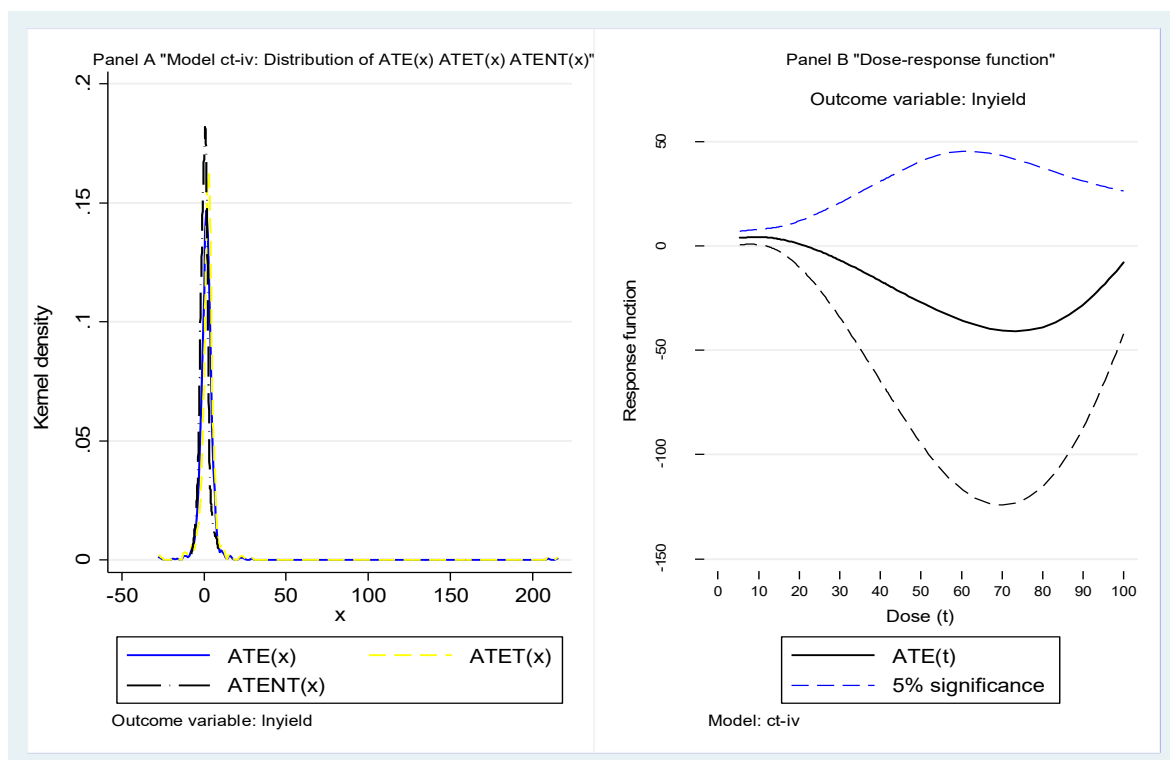 Panel A "Model ct-iv: Distribution of ATE(x) ATET(x) ATENT(x)"
.2
.15
.1
.05
0
Kernel density
-50 0 50 100 150 200
x
ATE(x) ATET(x)
ATENT(x)
Outcome variable: lnyield
Panel B "Dose-response function"
Outcome variable: lnyield
50
0
-50
-100
-150
Response function
0 10 20 30 40 50 60 70 80 90 100
Dose (t)
ATE(t)
5% significance
Model: ct-iv